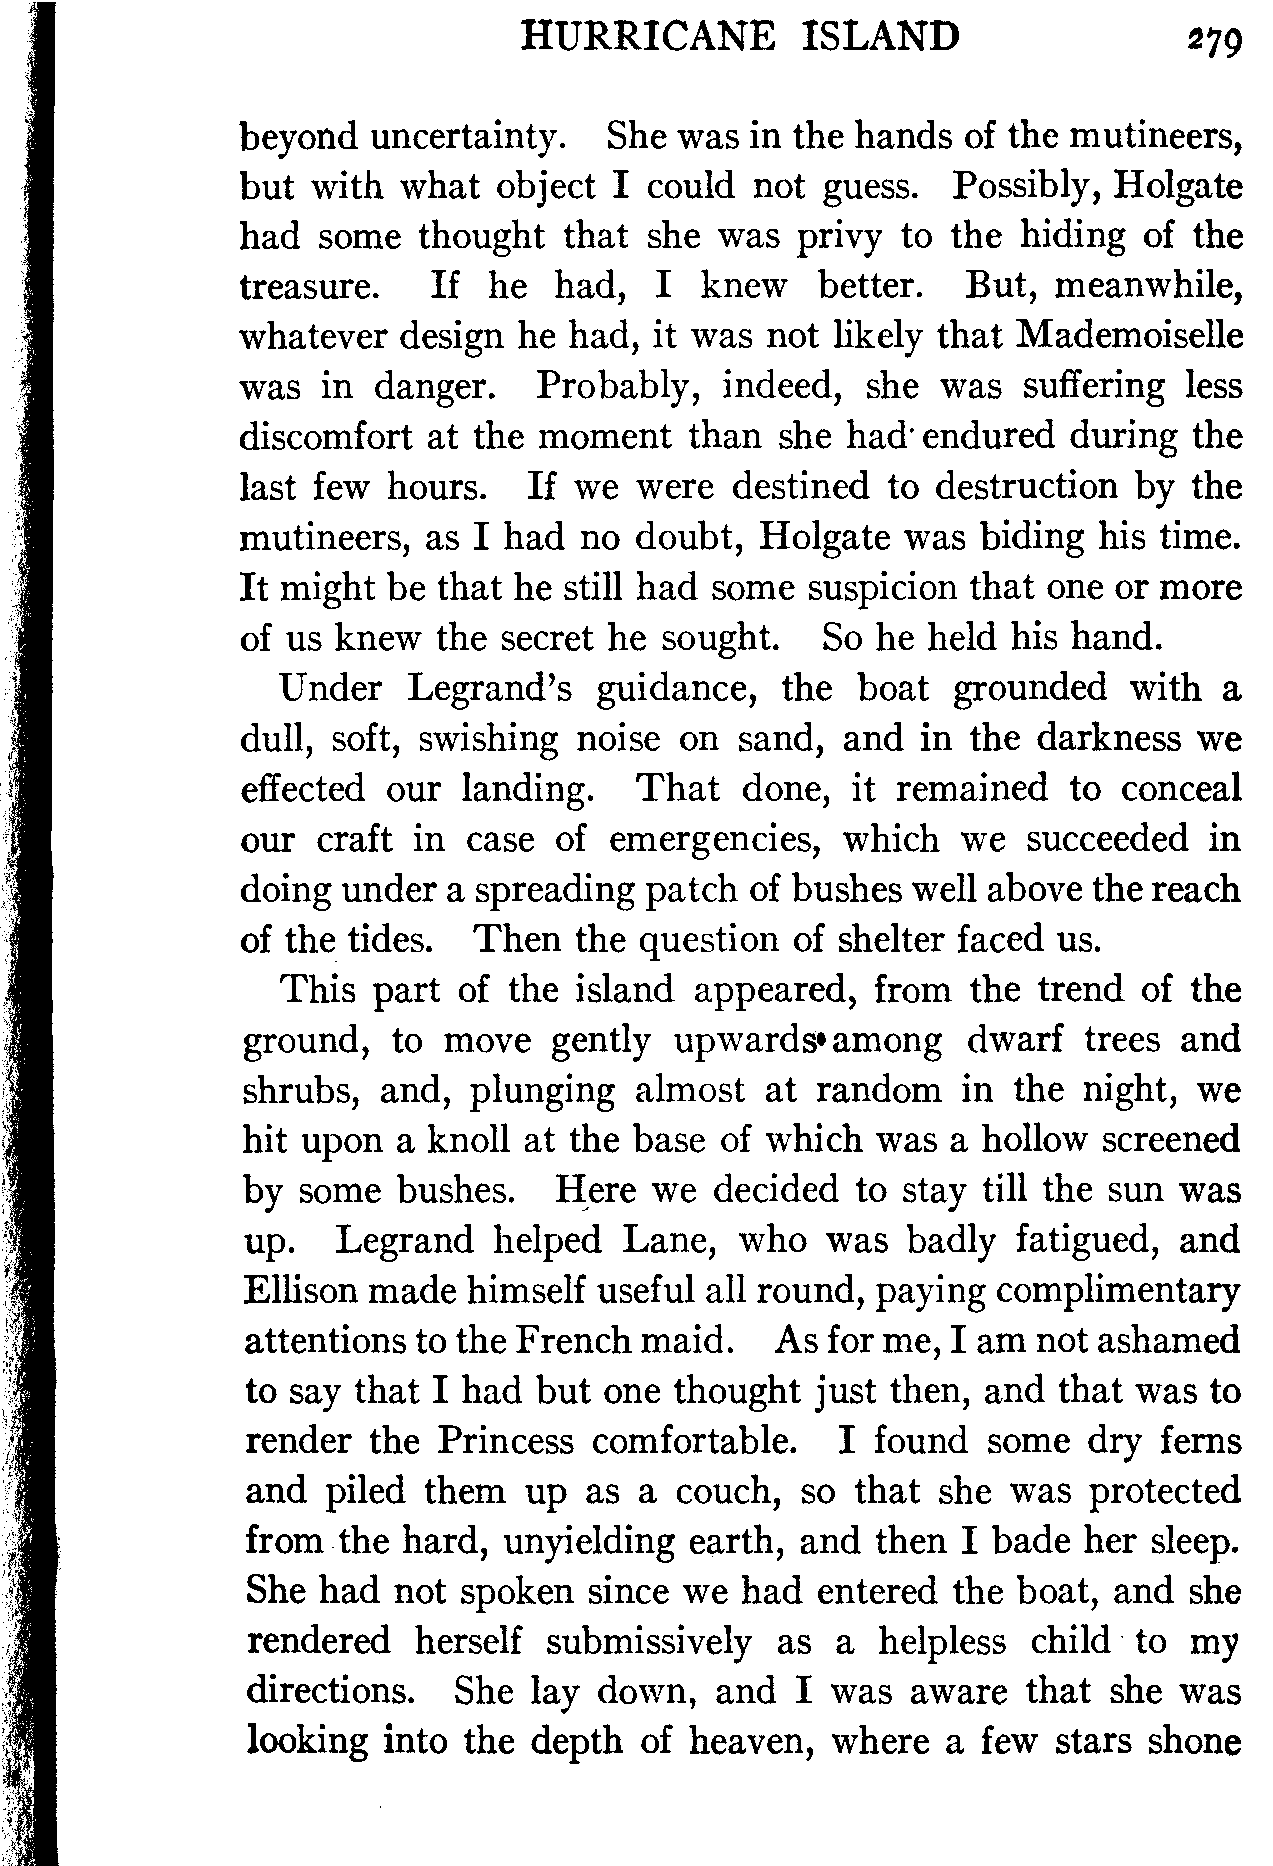 HURRICANE ISLAND 279
beyond uncertainty. She was in the hands of the mutineers,
but with what object I could not guess. Possibly, Holgate
had some thought that she was privy to the hiding of the
treasure. If he had, I knew better. But, meanwhile,
whatever design he had, it was not likely that Mademoiselle
was in danger. Probably, indeed, she was suffering less
discomfort at the moment than she had endured during the
last few hours. If we were destined to destruction by the
mutineers, as I had no doubt, Holgate was biding his time.
It might be that he still had some suspicion that one or more
of us knew the secret he sought. So he held his hand.
Under Legrand's guidance, the boat grounded with a
dull, soft, swishing noise on sand, and in the darkness we
effected our landing. That done, it remained to conceal
our craft in case of emergencies, which we succeeded in
doing under a spreading patch of bushes well above the reach
of the tides. Then the question of shelter faced us.
This part of the island appeared, from the trend of the
ground, to move gently upwards among dwarf trees and
shrubs, and, plunging almost at random in the night, we
hit upon a knoll at the base of which was a hollow screened
by some bushes. Here we decided to stay till the sun was
up. Legrand helped Lane, who was badly fatigued, and
Ellison made himself useful all round, paying complimentary
attentions to the French maid. As for me, I am not ashamed
to say that I had but one thought just then, and that was to
render the Princess comfortable. I found some dry ferns
and piled them up as a couch, so that she was protected
from the hard, unyielding earth, and then I bade her sleep.
She had not spoken since we had entered the boat, and she
rendered herself submissively as a helpless child to my
directions. She lay down, and I was aware that she was
looking into the depth of heaven, where a few stars shone